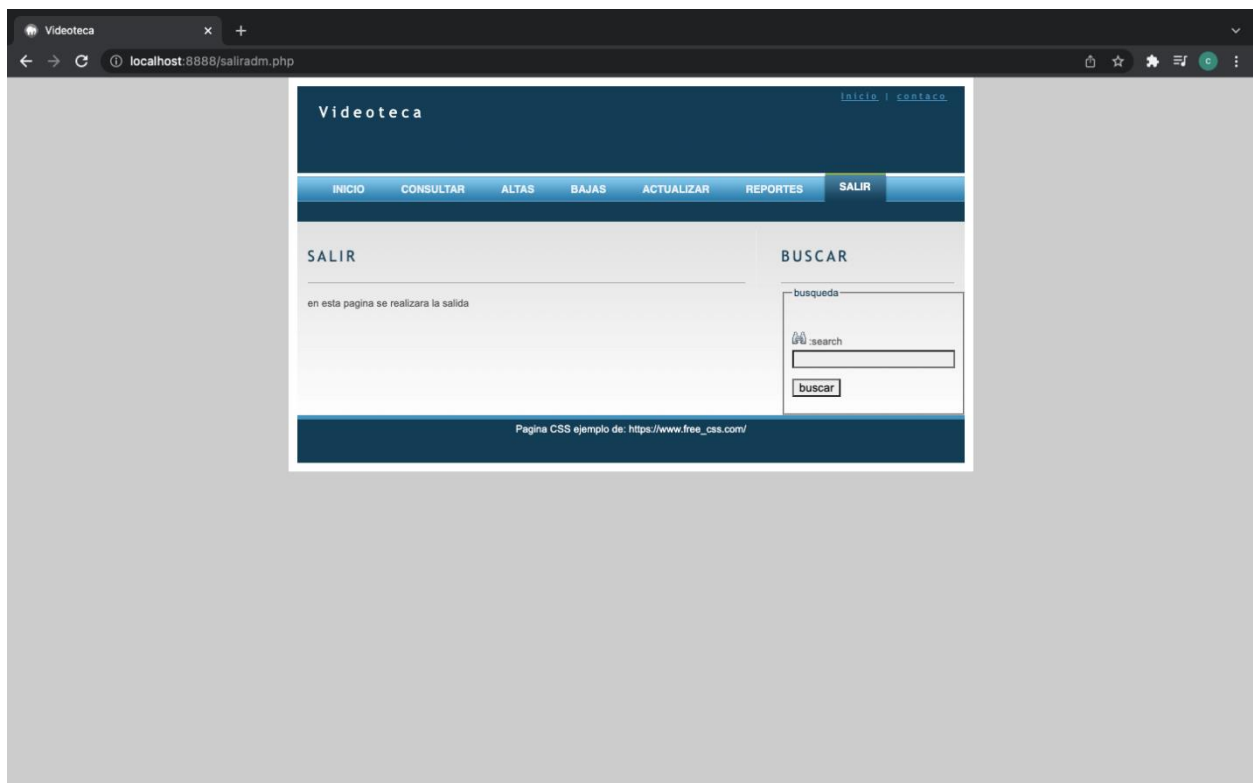 Videoteca
localhost:8888/saliradm.php
c
Videoteca
Inicio | contaco
INICIO CONSULTAR ALTAS BAJAS ACTUALIZAR REPORTES SALIR
SALIR
en esta pagina se realizara la salida
BUSCAR
busqueda
:search
buscar
Pagina CSS ejemplo de: https://www.free_css.com/